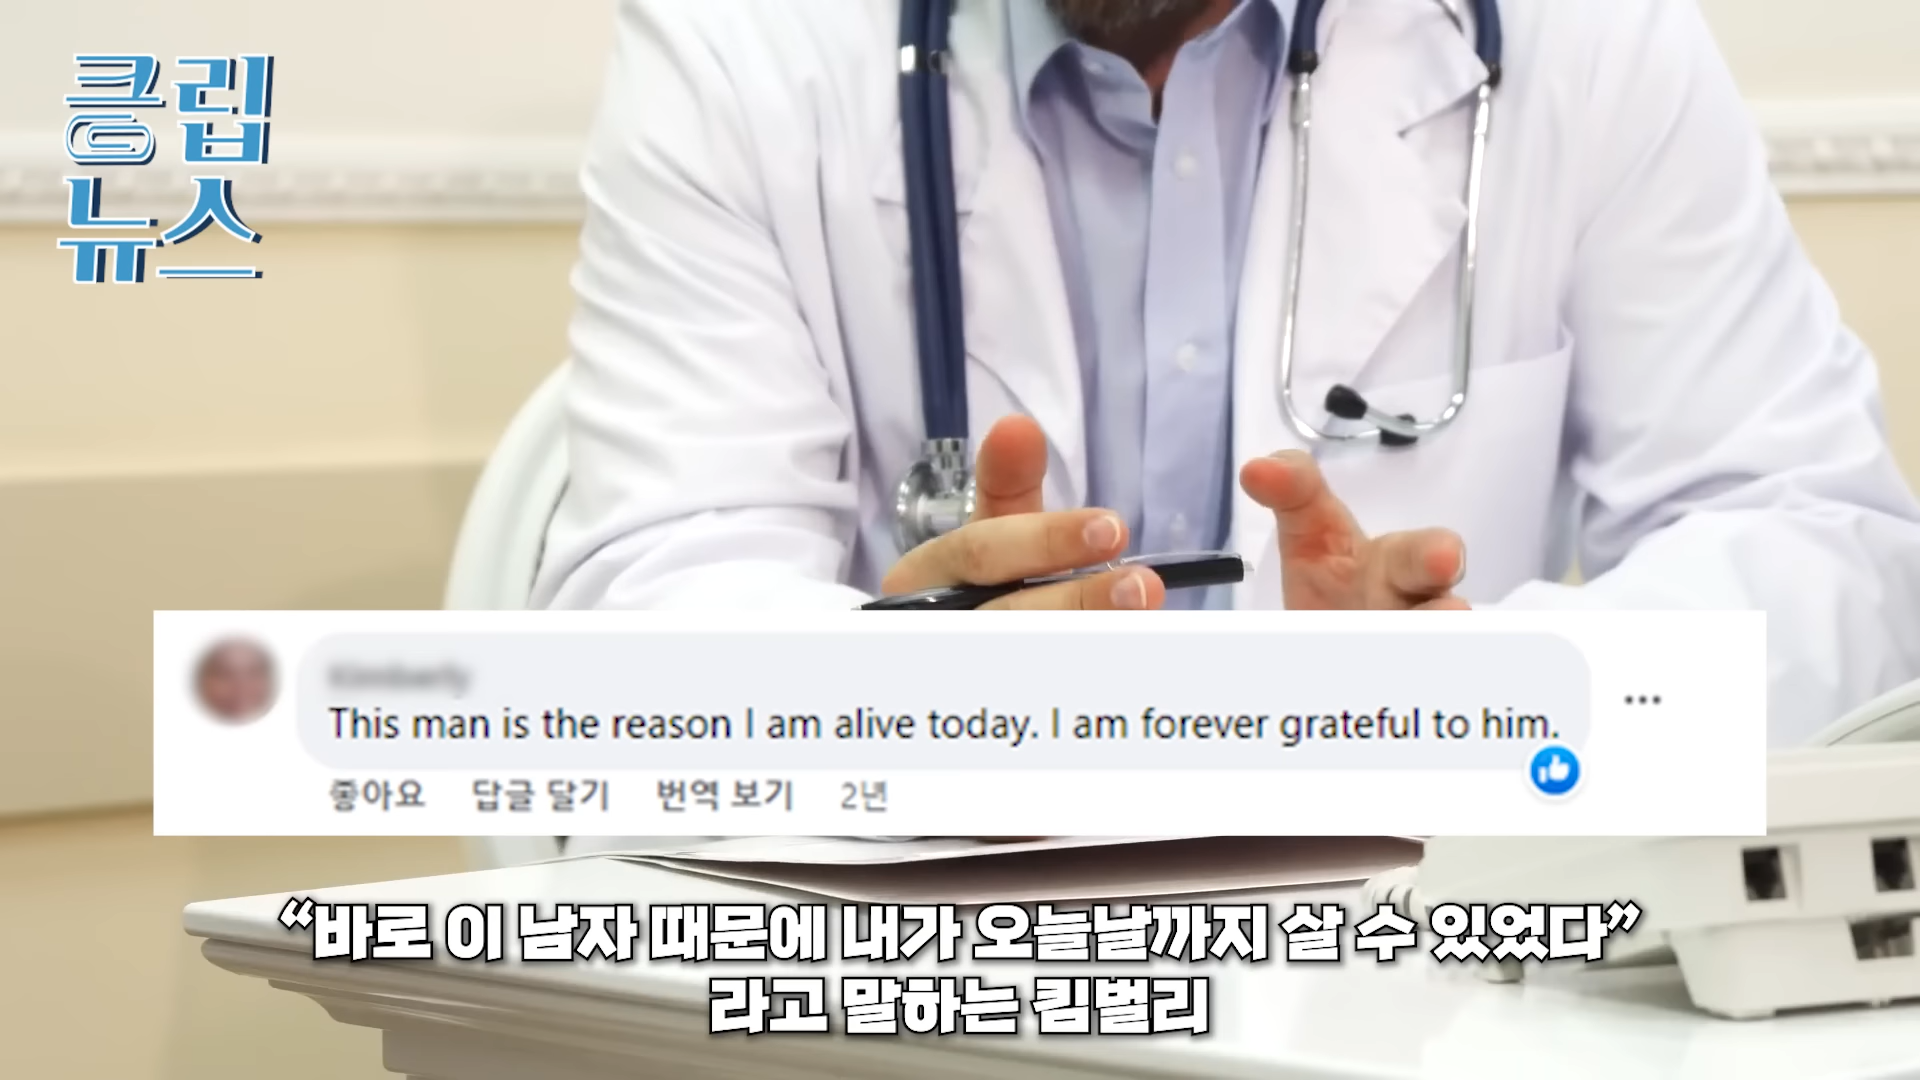 클립
뉴스
Kimberly
This man is the reason I am alive today. I am forever grateful to him.
좋아요 답글 달기 번역 보기 2년
“바로 이 남자 때문에 내가 오늘날까지 살 수 있었다”
라고 말하는 킴벌리